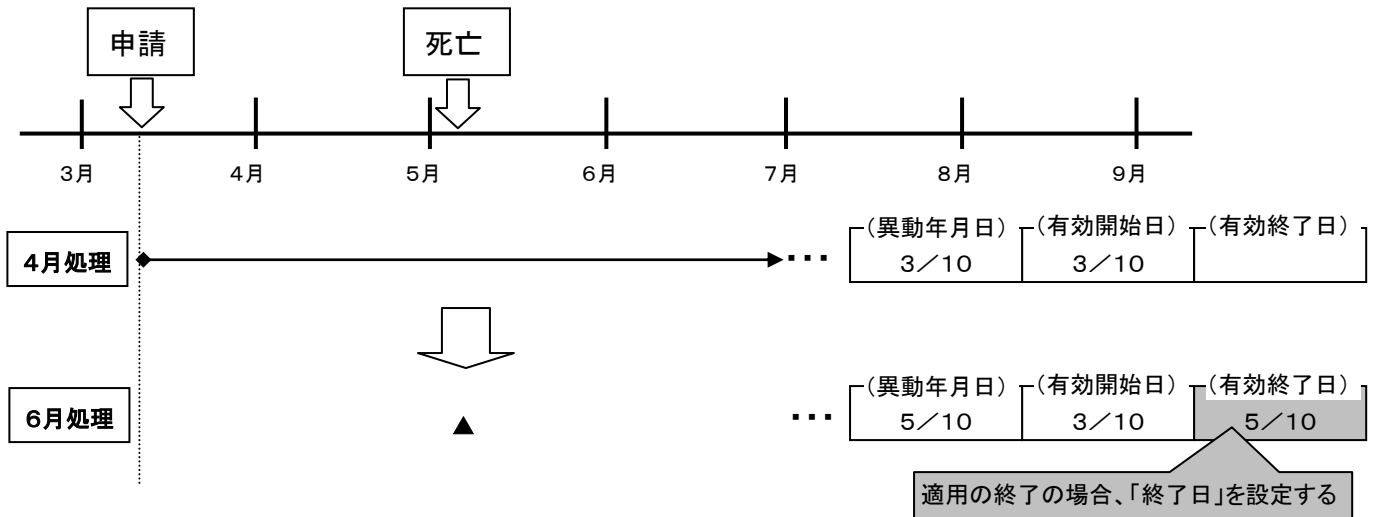 申請
死亡
3月
4月
5月
6月
7月
8月
9月
4月処理
…
(異動年月日)
(有効開始日)
(有効終了日)
3/10
3/10
6月処理
…
(異動年月日)
(有効開始日)
(有効終了日)
5/10
3/10
5/10
適用の終了の場合、「終了日」を設定する